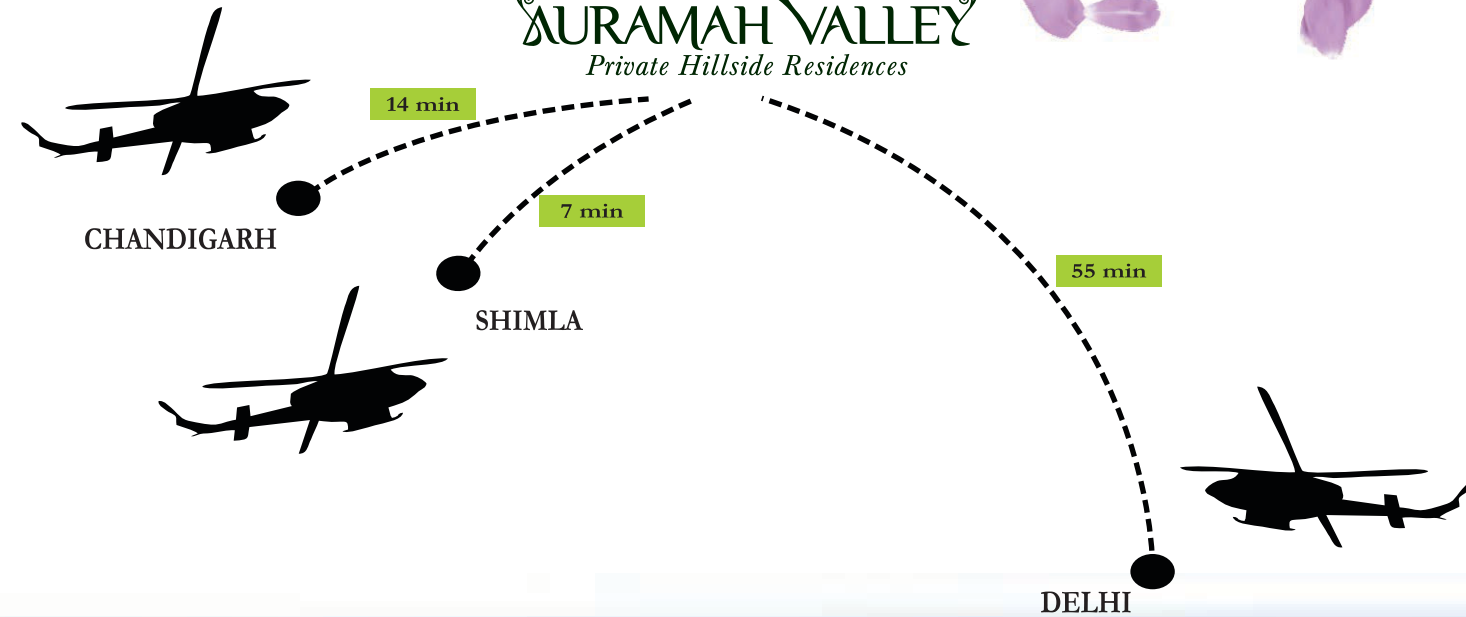 AURAMAH VALLEY
Private Hillside Residences
14 min
7 min
CHANDIGARH
55 min
SHIMLA
DELHI